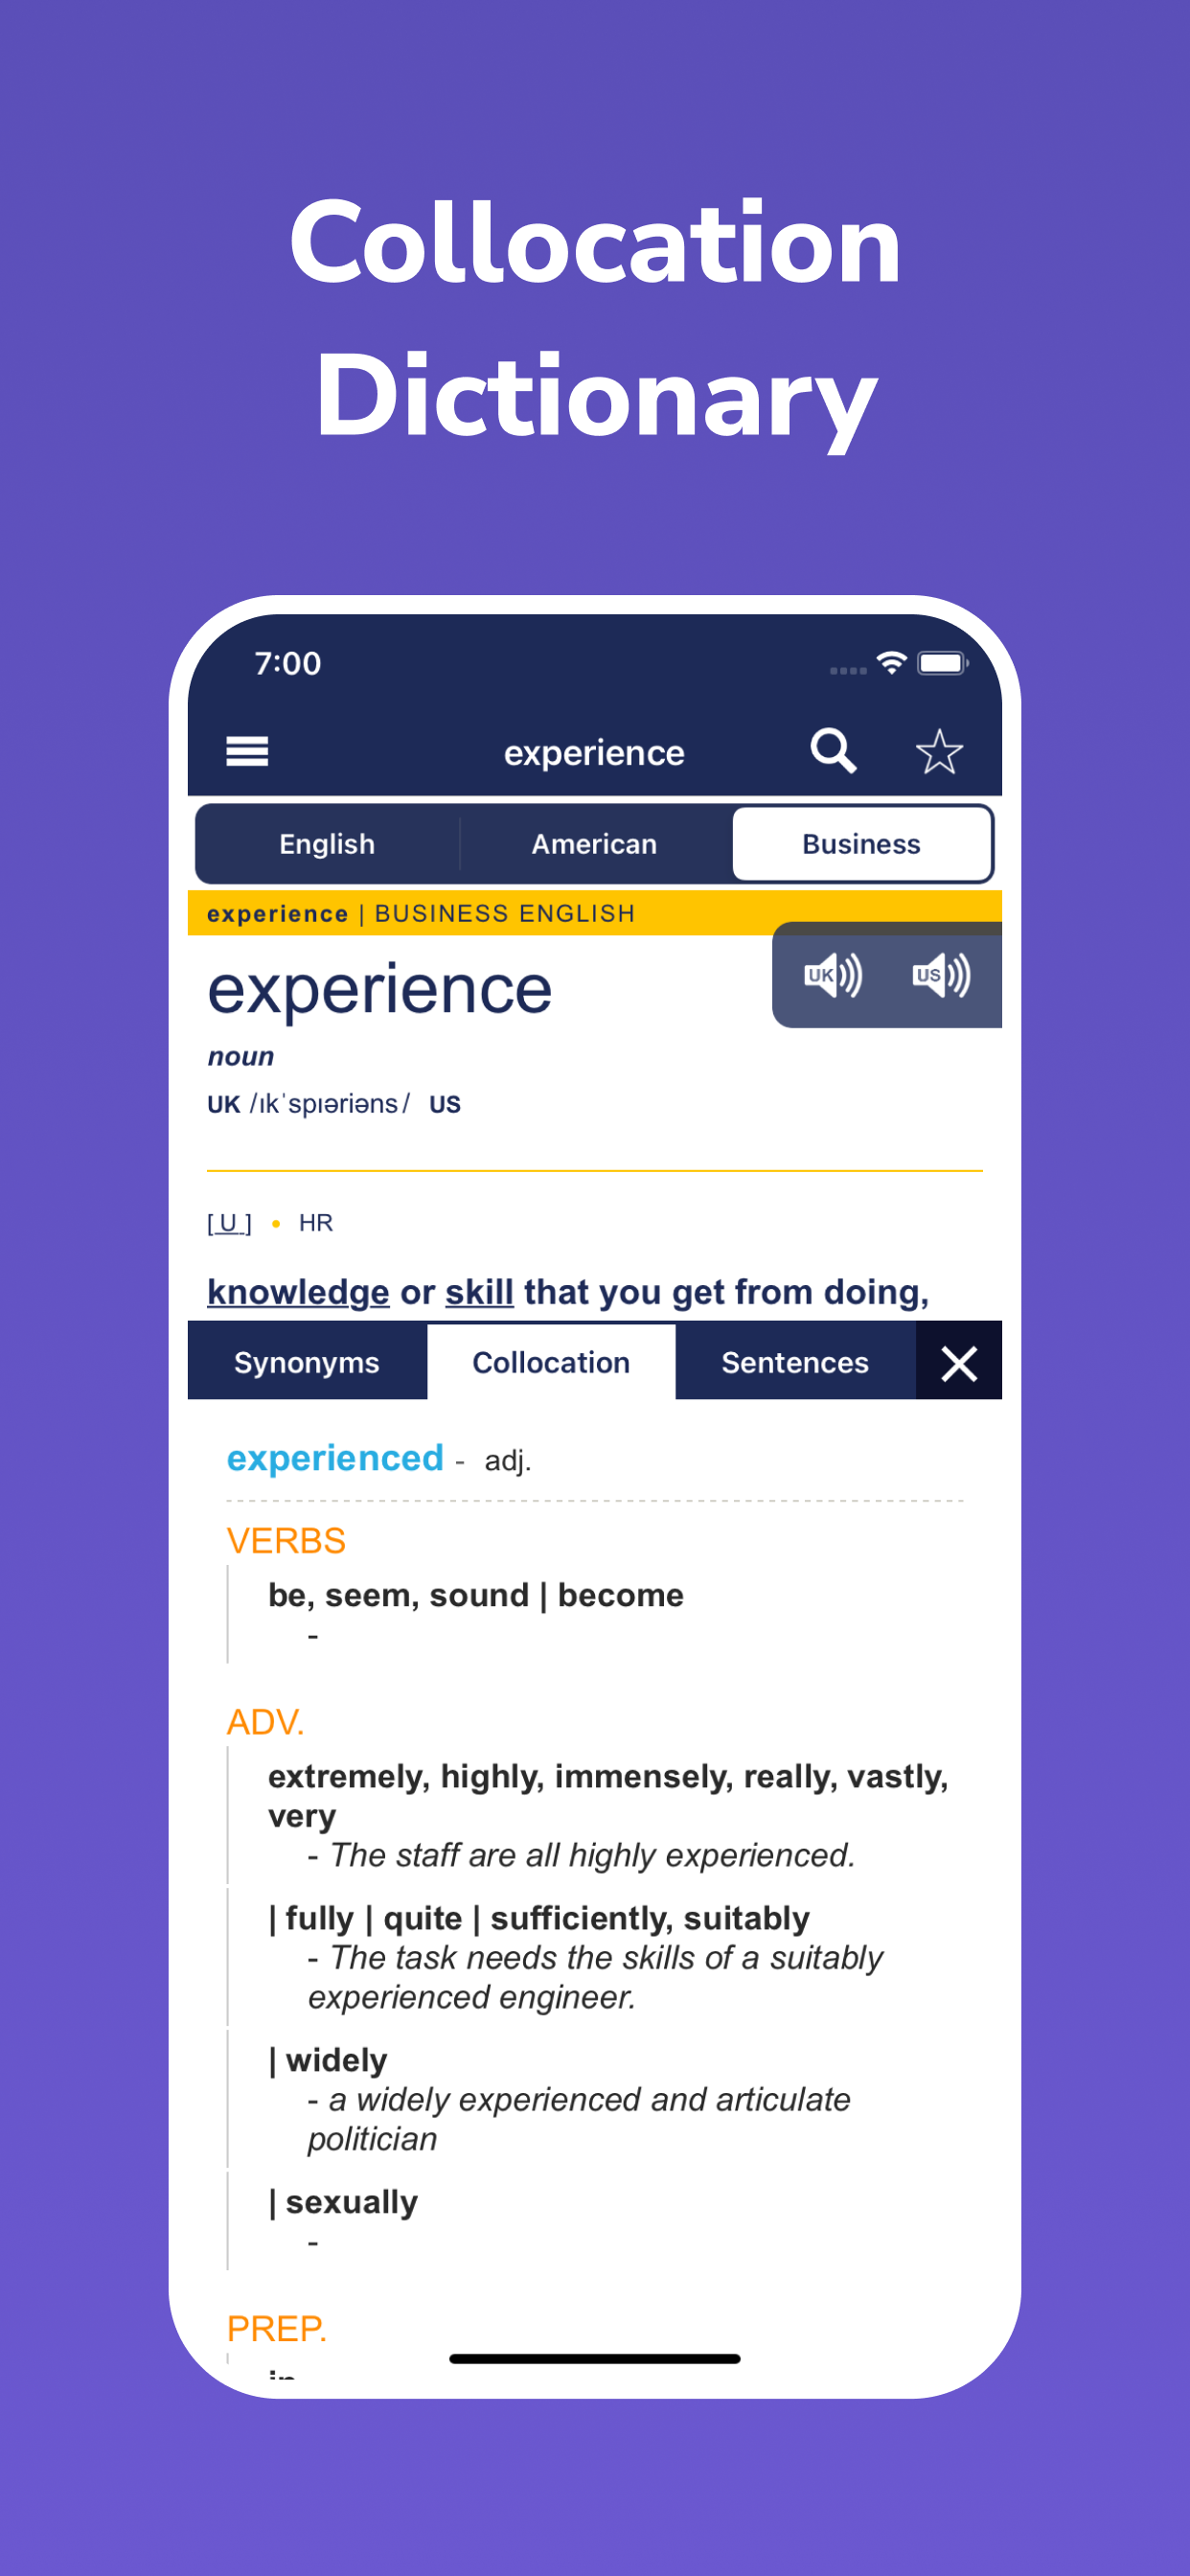 Collocation
Dictionary
7:00
experience
English American Business
experience | BUSINESS ENGLISH
experience
UK US
noun
UK /ɪkˈspɪəriəns/ US
[ U ] • HR
knowledge or skill that you get from doing,
Synonyms Collocation Sentences
experienced - adj.
VERBS
be, seem, sound | become
-
ADV.
extremely, highly, immensely, really, vastly,
very
- The staff are all highly experienced.
| fully | quite | sufficiently, suitably
- The task needs the skills of a suitably
experienced engineer.
| widely
- a widely experienced and articulate
politician
| sexually
-
PREP.